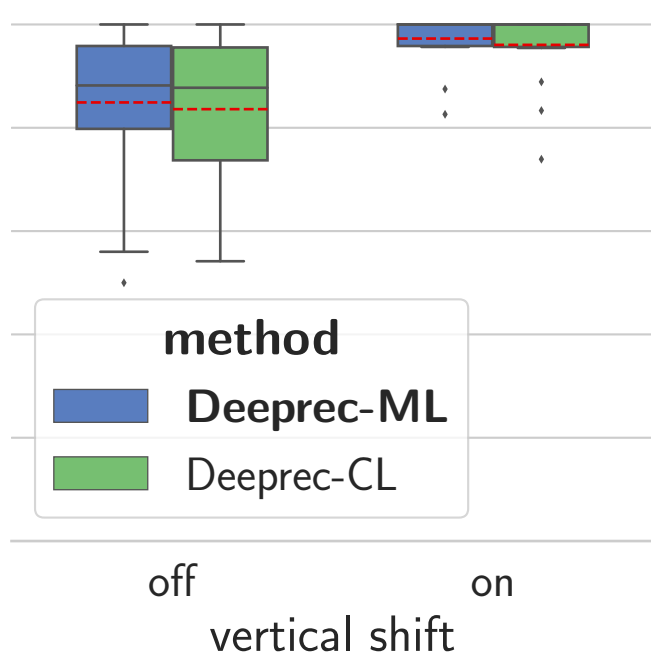 method
Deeprec-ML
Deeprec-CL
off on
vertical shift